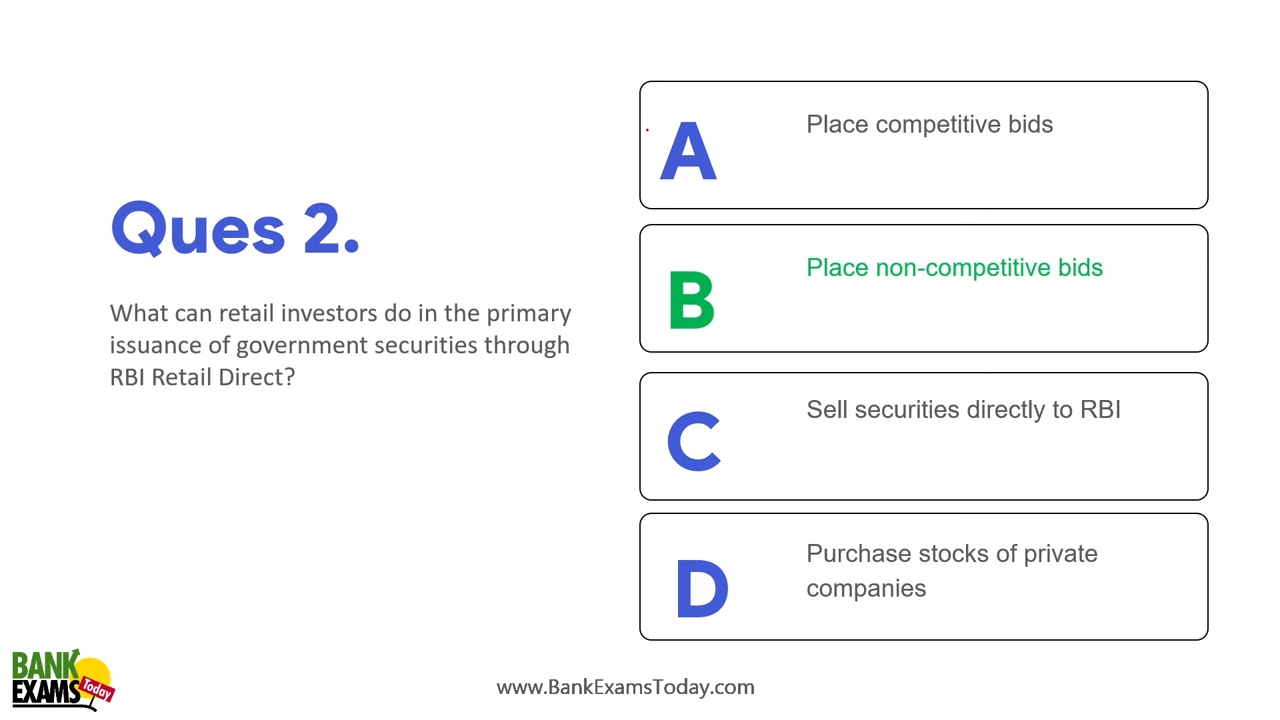 Ques 2.
What can retail investors do in the primary
issuance of government securities through
RBI Retail Direct?
A
Place competitive bids
B
Place non-competitive bids
C
Sell securities directly to RBI
D
Purchase stocks of private
companies
BANK
EXAMS
Today
www.BankExamsToday.com